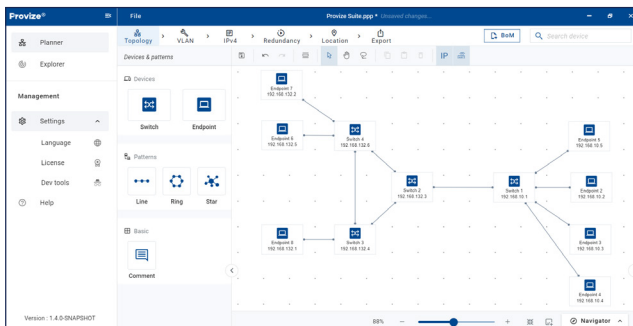 Provize®
File
Provize Suite.ppp * Unsaved changes...
Planner
Explorer
Management
Settings
Language
License
Dev tools
Help
Version : 1.4.0-SNAPSHOT
Topology
VLAN
IPv4
Redundancy
Location
Export
BoM
Search device
Devices & patterns
IP
Devices
Switch
Endpoint
Patterns
Line
Ring
Star
Basic
Comment
Endpoint 7
192.168.132.2
Endpoint 6
192.168.132.5
Switch 4
192.168.132.6
Endpoint 5
192.168.10.5
Switch 2
192.168.132.3
Switch 1
192.168.10.1
Endpoint 2
192.168.10.2
Endpoint 8
192.168.132.1
Switch 3
192.168.132.4
Endpoint 3
192.168.10.3
Endpoint 4
192.168.10.4
88%
Navigator